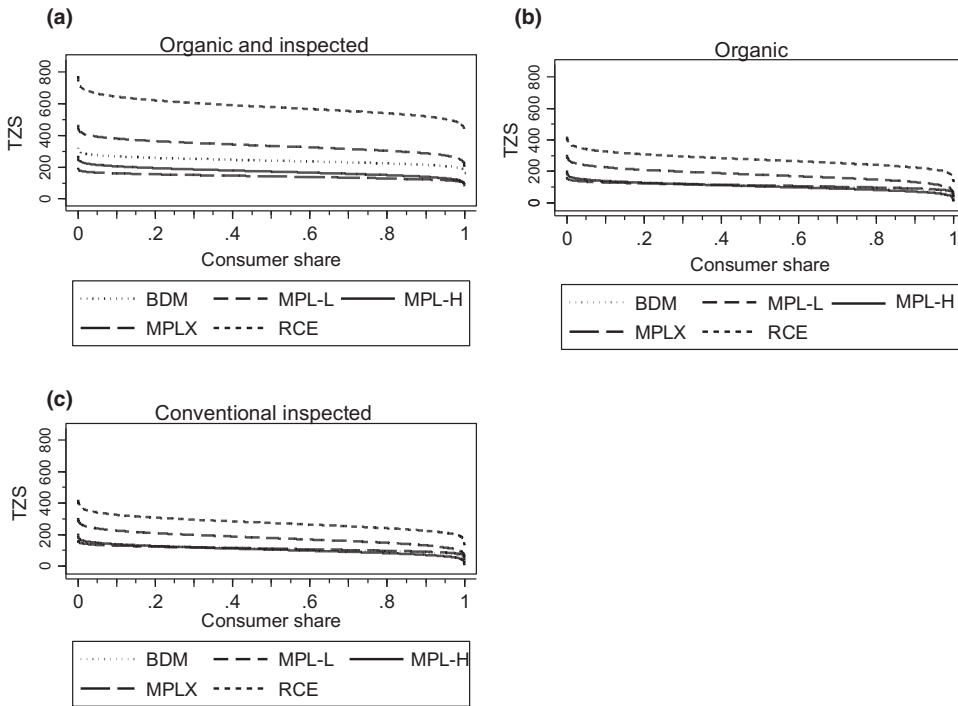 (a)
Organic and inspected
TZS
0 200 400 600 800
0 .2 .4 .6 .8 1
Consumer share
BDM MPL-L MPL-H
MPLX RCE
(b)
Organic
TZS
0 200 400 600 800
0 .2 .4 .6 .8 1
Consumer share
BDM MPL-L MPL-H
MPLX RCE
(c)
Conventional inspected
TZS
0 200 400 600 800
0 .2 .4 .6 .8 1
Consumer share
BDM MPL-L MPL-H
MPLX RCE